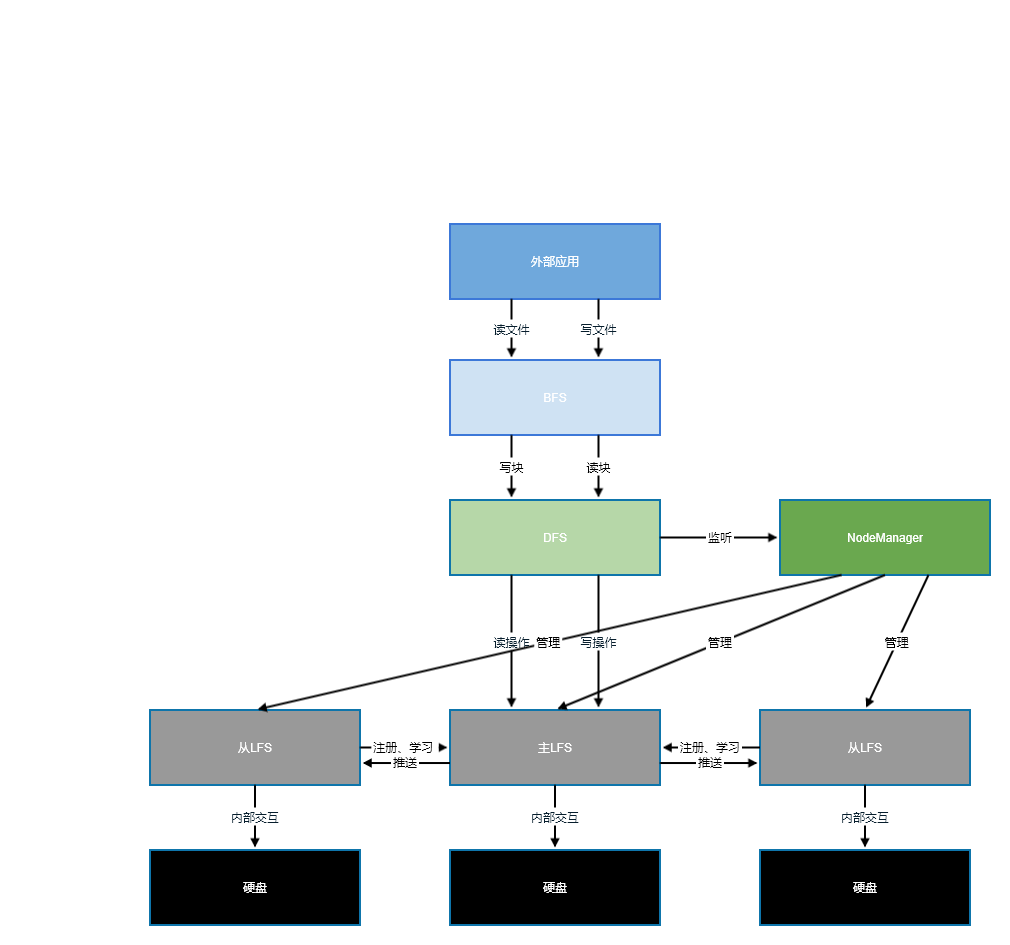 外部应用
读文件
写文件
BFS
写块
读块
DFS
监听
NodeManager
读操作
管理
写操作
管理
管理
从LFS
注册、学习
推送
主LFS
注册、学习
推送
从LFS
内部交互
内部交互
内部交互
硬盘
硬盘
硬盘